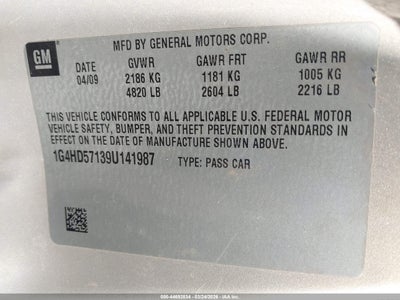 GM
MFD BY GENERAL MOTORS CORP.
DATE GVWR GAWR FRT GAWR RR
04/09 2186 KG 1181 KG 1005 KG
4820 LB 2604 LB 2216 LB
THIS VEHICLE CONFORMS TO ALL APPLICABLE U.S. FEDERAL MOTOR
VEHICLE SAFETY, BUMPER, AND THEFT PREVENTION STANDARDS IN
EFFECT ON THE DATE OF MANUFACTURE SHOWN ABOVE.
1G4HD57139U141987 TYPE: PASS CAR